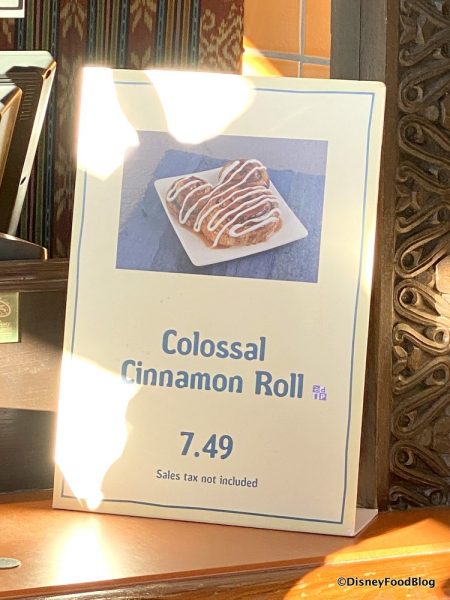 Colossal
Cinnamon Roll
7.49
Sales tax not included
©DisneyFoodBlog